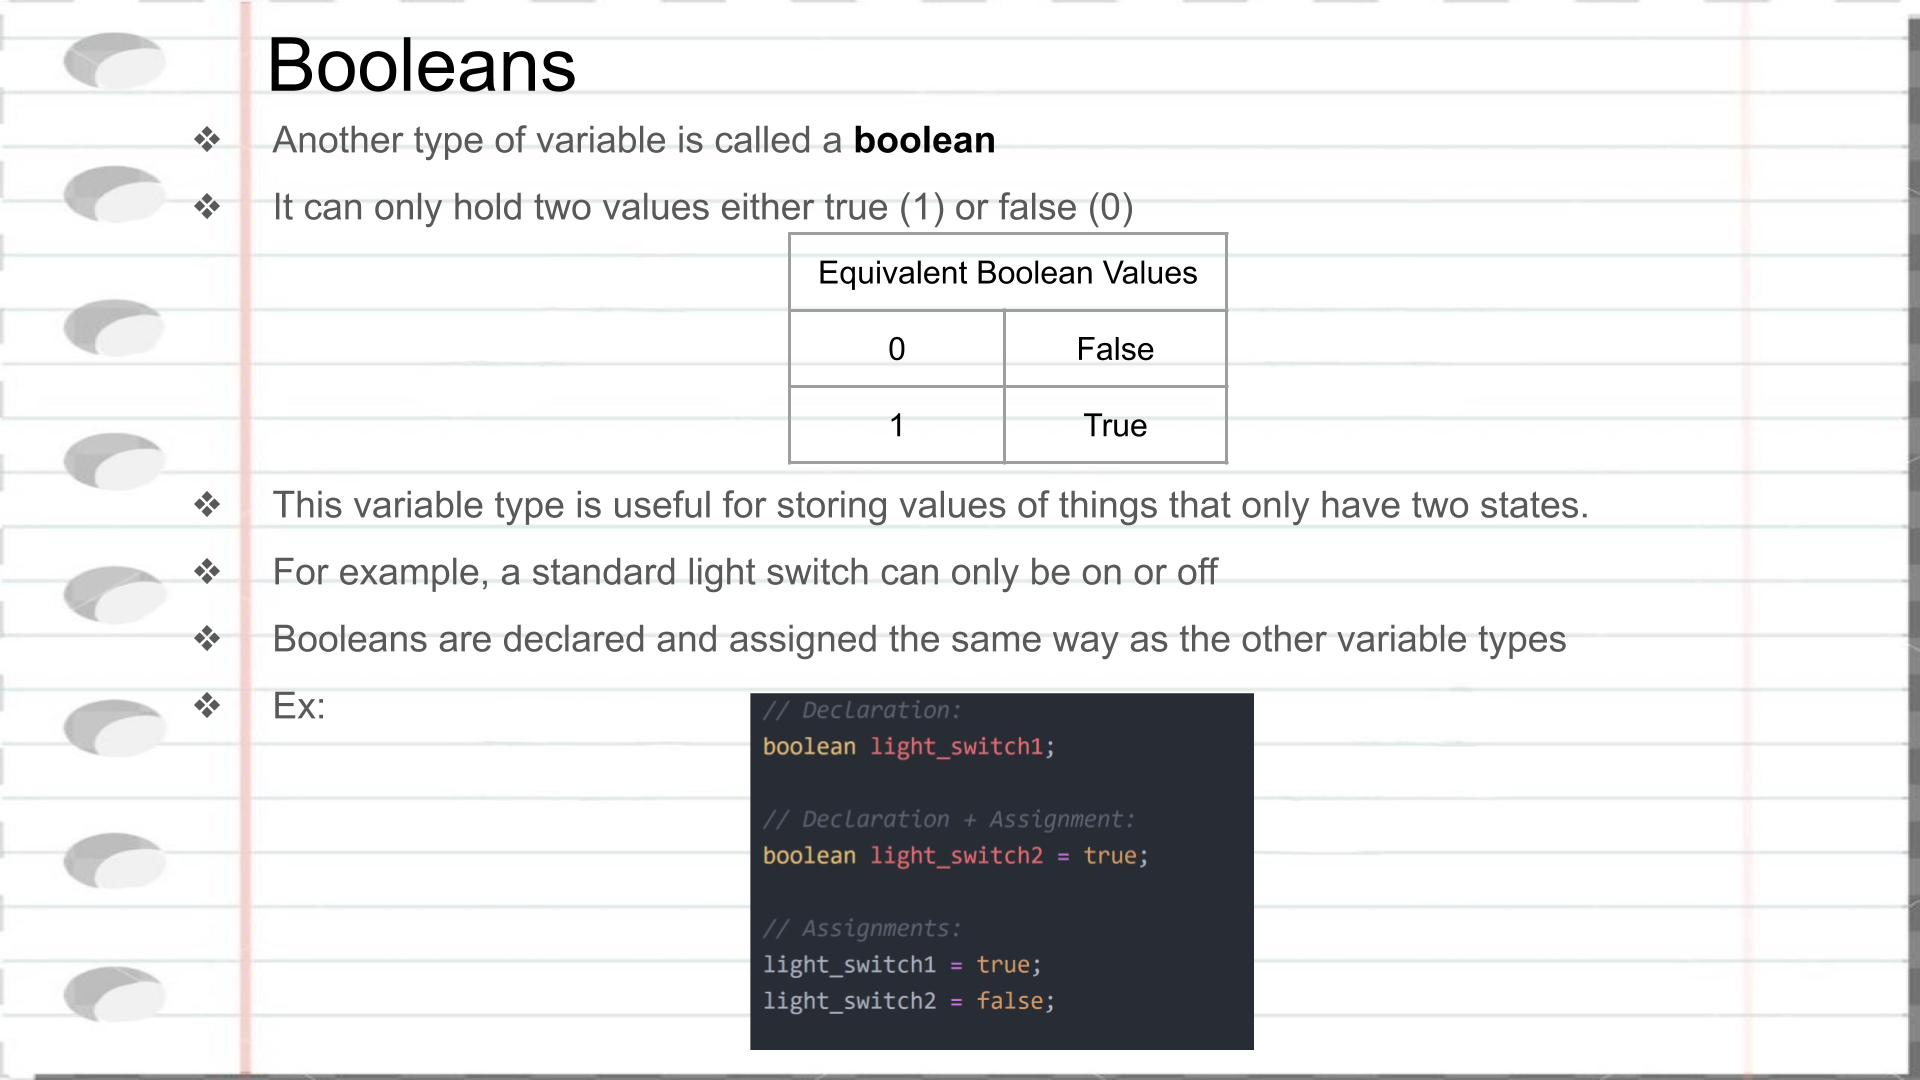 Booleans
❖ Another type of variable is called a boolean
❖ It can only hold two values either true (1) or false (0)
Equivalent Boolean Values
0 False
1 True
❖ This variable type is useful for storing values of things that only have two states.
❖ For example, a standard light switch can only be on or off
❖ Booleans are declared and assigned the same way as the other variable types
❖ Ex:
// Declaration:
boolean light_switch1;
// Declaration + Assignment:
boolean light_switch2 = true;
// Assignments:
light_switch1 = true;
light_switch2 = false;